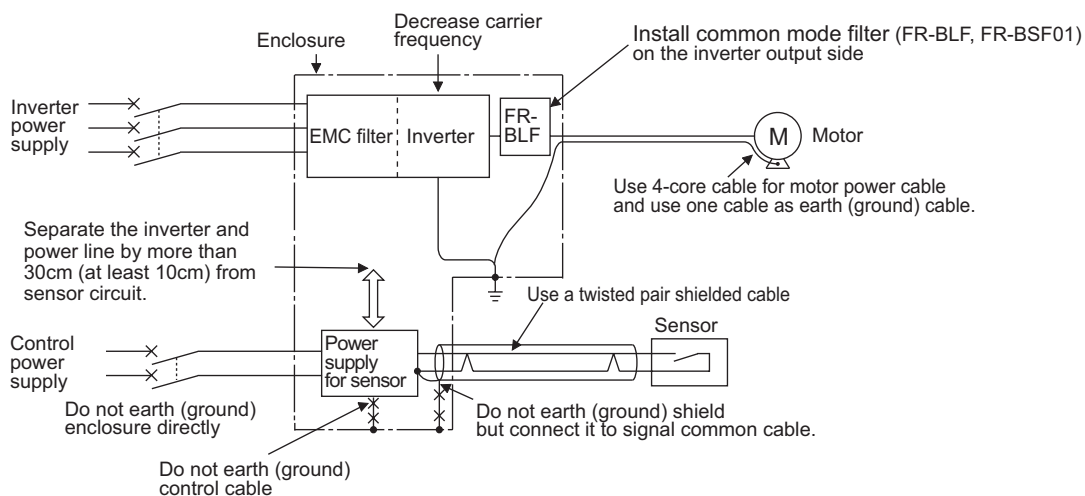 Decrease carrier
frequency
Install common mode filter (FR-BLF, FR-BSF01)
on the inverter output side
Enclosure
Inverter
power
supply
EMC filter
Inverter
FR-
BLF
M
Motor
Use 4-core cable for motor power cable
and use one cable as earth (ground) cable.
Separate the inverter and
power line by more than
30cm (at least 10cm) from
sensor circuit.
Use a twisted pair shielded cable
Sensor
Control
power
supply
Power
supply
for sensor
Do not earth (ground)
enclosure directly
Do not earth (ground) shield
but connect it to signal common cable.
Do not earth (ground)
control cable